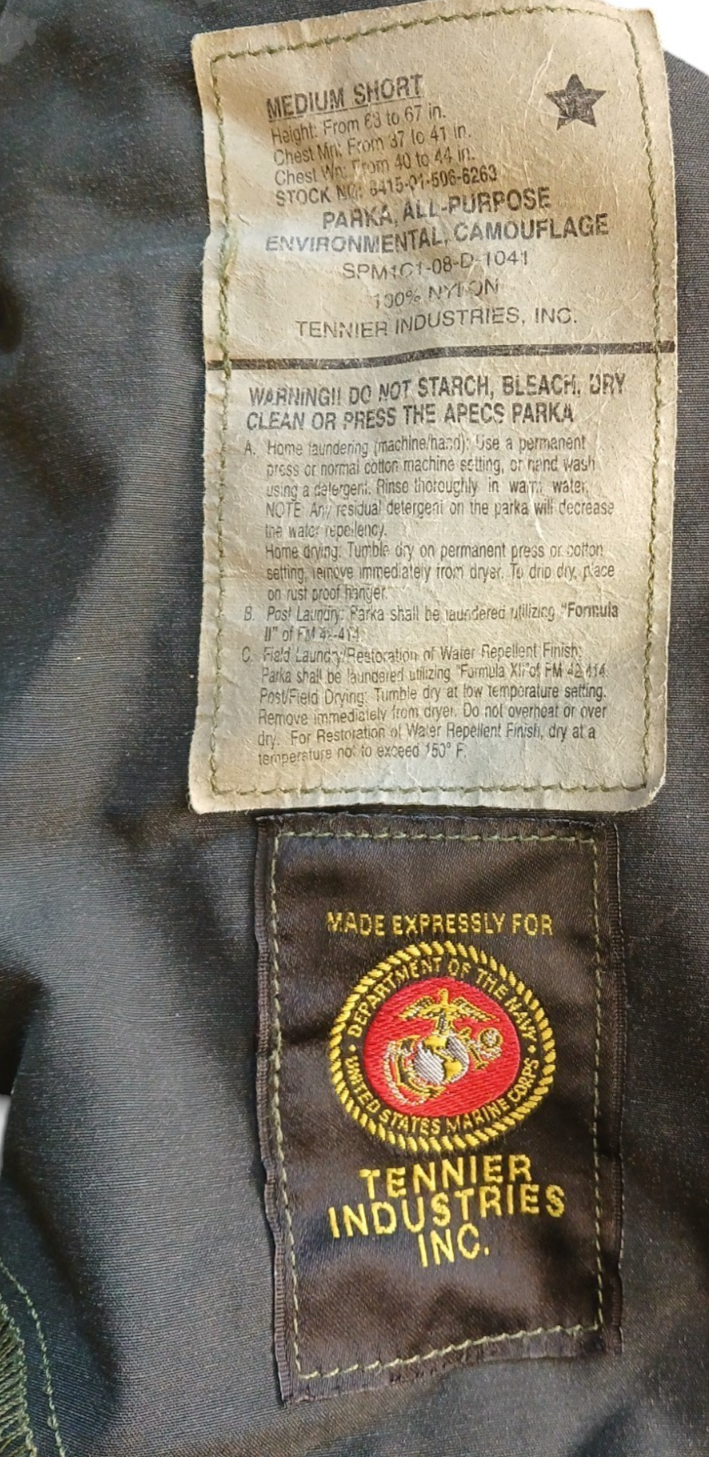 MEDIUM SHORT
Height: From 63 to 67 in.
Chest Mn: From 37 to 41 in.
Chest Wn: From 40 to 44 in.
STOCK NO: 8415-01-506-6263
PARKA, ALL-PURPOSE
ENVIRONMENTAL, CAMOUFLAGE
SPM1C1-08-D-1041
100% NYLON
TENNIER INDUSTRIES, INC.
WARNING!! DO NOT STARCH, BLEACH, DRY
CLEAN OR PRESS THE APECS PARKA
A. Home laundering (machine/hand): Use a permanent
press or normal cotton machine setting, or hand wash
using a detergent. Rinse thoroughly in warm water.
NOTE: Any residual detergent on the parka will decrease
the water repellency.
Home drying: Tumble dry on permanent press or cotton
setting, remove immediately from dryer. To drip dry, place
on rust proof hanger.
B. Post Laundry: Parka shall be laundered utilizing "Formula
II" of FM 42-414.
C. Field Laundry/Restoration of Water Repellent Finish:
Parka shall be laundered utilizing "Formula XI" of FM 42-414.
Post/Field Drying: Tumble dry at low temperature setting.
Remove immediately from dryer. Do not overheat or over
dry. For Restoration of Water Repellent Finish, dry at a
temperature not to exceed 150° F.
MADE EXPRESSLY FOR
DEPARTMENT OF THE NAVY
UNITED STATES MARINE CORPS
TENNIER
INDUSTRIES
INC.